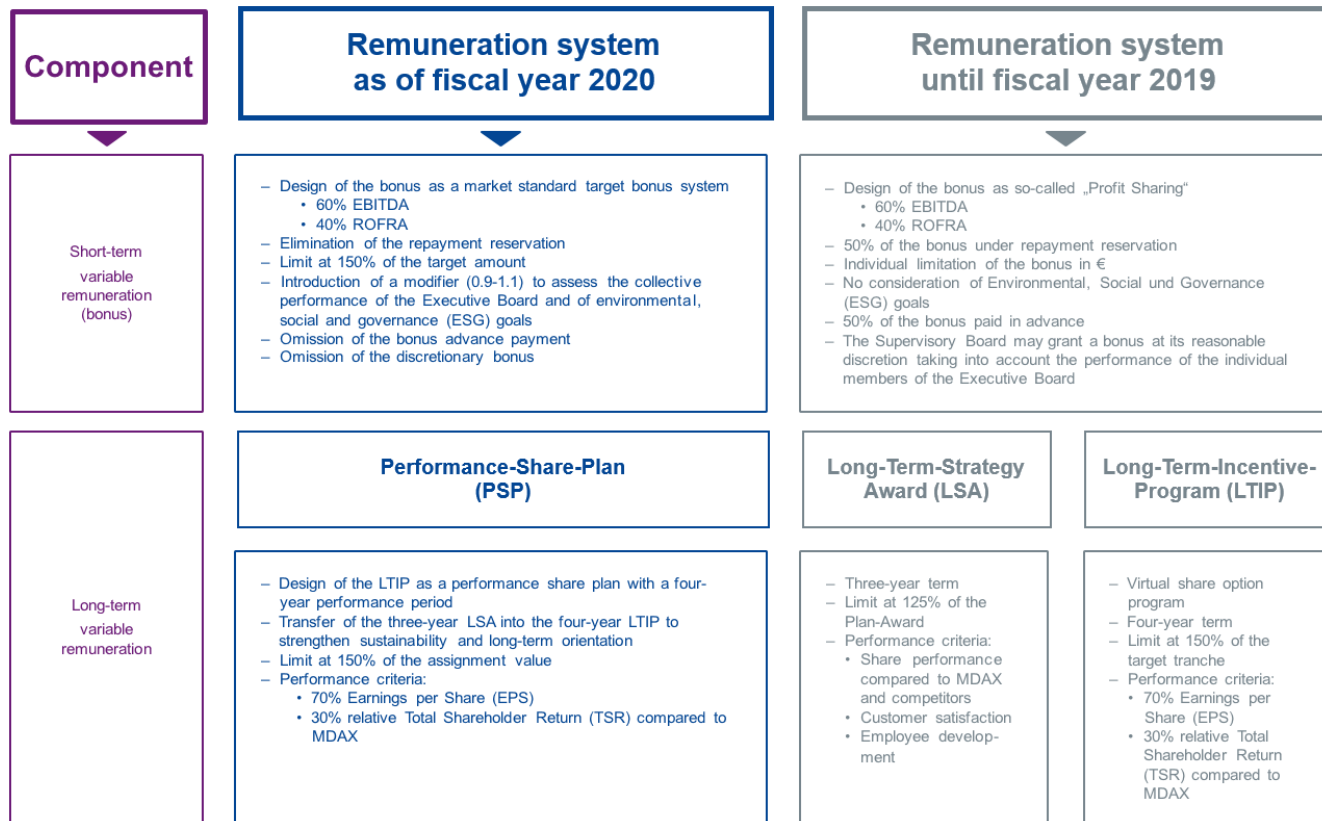 Component
Remuneration system
as of fiscal year 2020
Remuneration system
until fiscal year 2019
Short-term
variable
remuneration
(bonus)
– Design of the bonus as a market standard target bonus system
• 60% EBITDA
• 40% ROFRA
– Elimination of the repayment reservation
– Limit at 150% of the target amount
– Introduction of a modifier (0.9-1.1) to assess the collective
performance of the Executive Board and of environmental,
social and governance (ESG) goals
– Omission of the bonus advance payment
– Omission of the discretionary bonus
– Design of the bonus as so-called „Profit Sharing“
• 60% EBITDA
• 40% ROFRA
– 50% of the bonus under repayment reservation
– Individual limitation of the bonus in €
– No consideration of Environmental, Social und Governance
(ESG) goals
– 50% of the bonus paid in advance
– The Supervisory Board may grant a bonus at its reasonable
discretion taking into account the performance of the individual
members of the Executive Board
Long-term
variable
remuneration
Performance-Share-Plan
(PSP)
– Design of the LTIP as a performance share plan with a four-
year performance period
– Transfer of the three-year LSA into the four-year LTIP to
strengthen sustainability and long-term orientation
– Limit at 150% of the assignment value
– Performance criteria:
• 70% Earnings per Share (EPS)
• 30% relative Total Shareholder Return (TSR) compared to
MDAX
Long-Term-Strategy
Award (LSA)
– Three-year term
– Limit at 125% of the
Plan-Award
– Performance criteria:
• Share performance
compared to MDAX
and competitors
• Customer satisfaction
• Employee develop-
ment
Long-Term-Incentive-
Program (LTIP)
– Virtual share option
program
– Four-year term
– Limit at 150% of the
target tranche
– Performance criteria:
• 70% Earnings per
Share (EPS)
• 30% relative Total
Shareholder Return
(TSR) compared to
MDAX